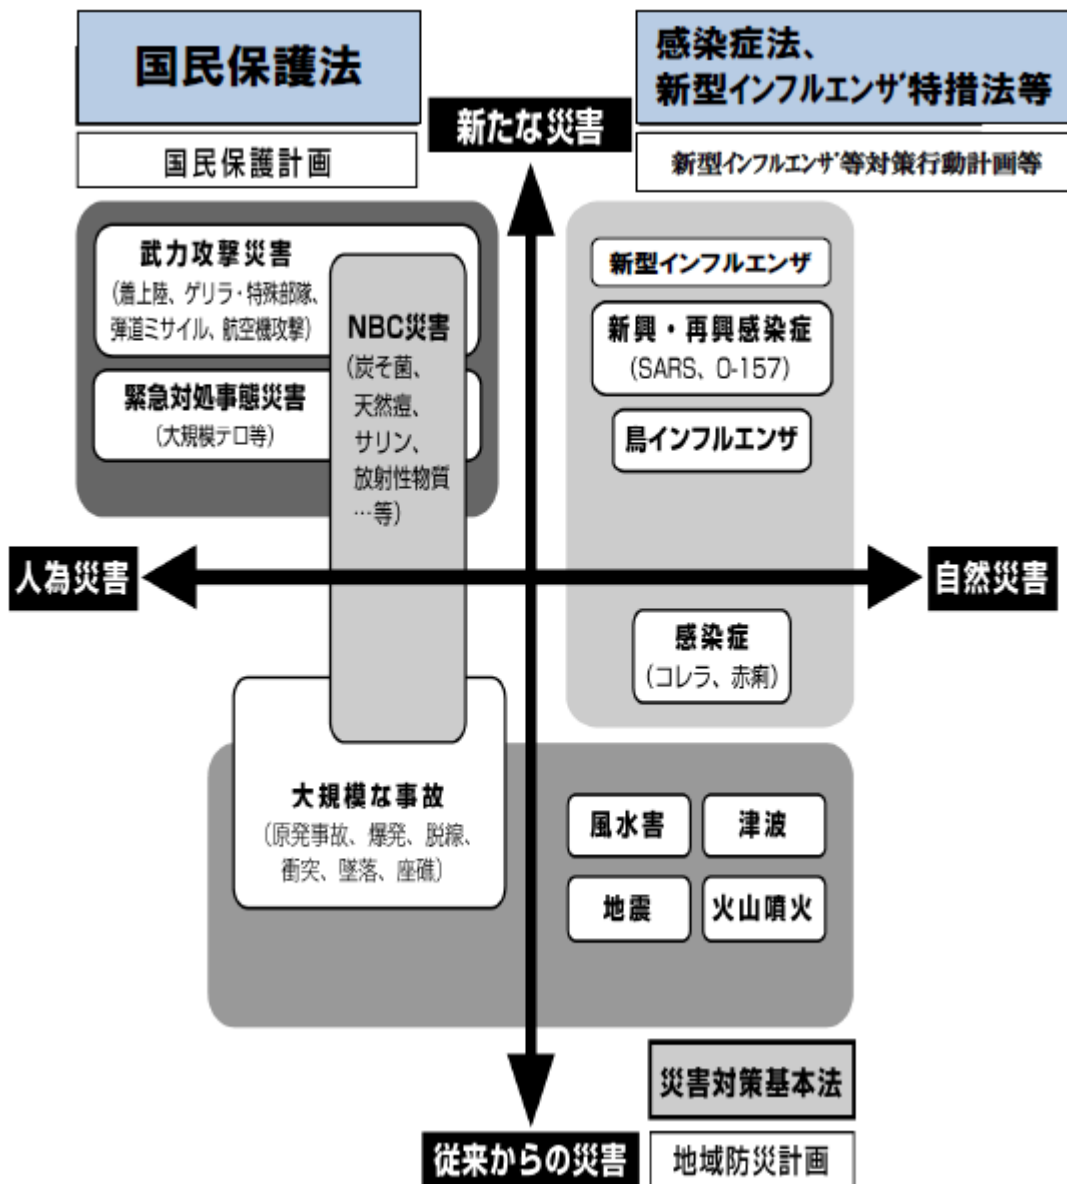 国民保護法
国民保護計画
感染症法、
新型インフルエンザ特措法等
新型インフルエンザ等対策行動計画等
新たな災害
武力攻撃災害
(着上陸、ゲリラ・特殊部隊、
弾道ミサイル、航空機攻撃)
緊急対処事態災害
(大規模テロ等)
NBC災害
(炭そ菌、
天然痘、
サリン、
放射性物質
…等)
新型インフルエンザ
新興・再興感染症
(SARS、O-157)
鳥インフルエンザ
人為災害
自然災害
感染症
(コレラ、赤痢)
大規模な事故
(原発事故、爆発、脱線、
衝突、墜落、座礁)
風水害
津波
地震
火山噴火
災害対策基本法
地域防災計画
従来からの災害